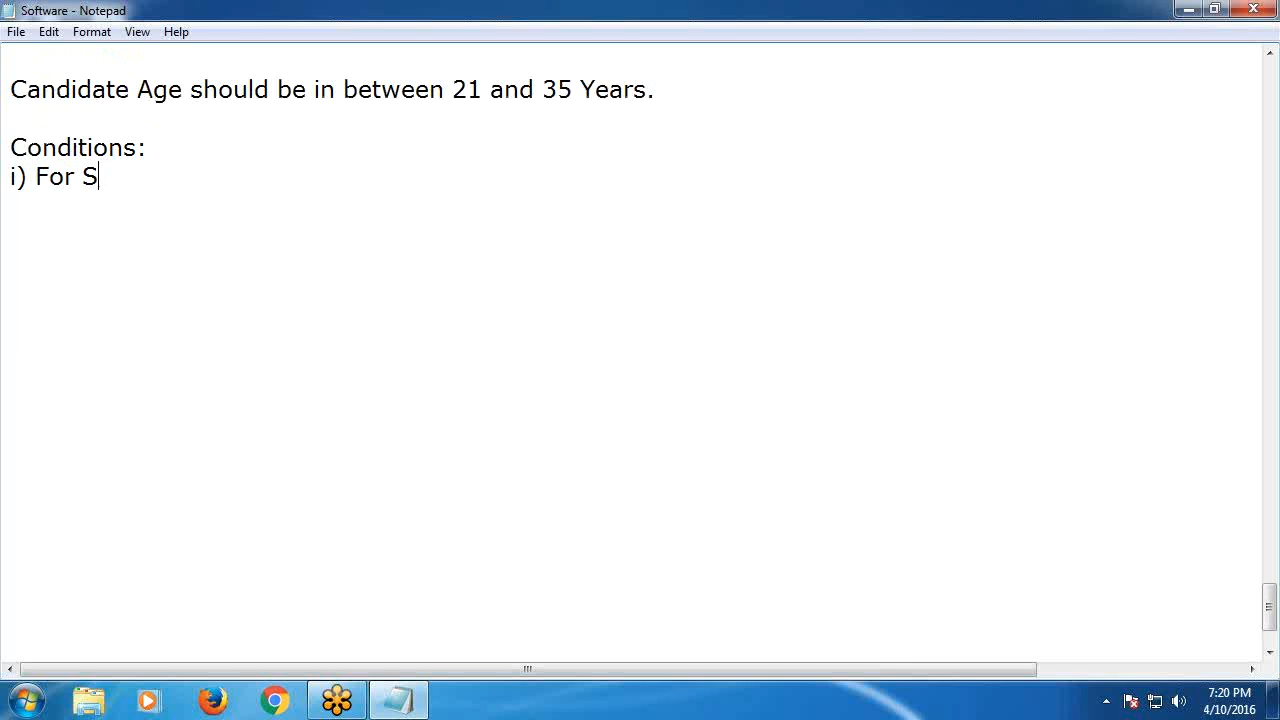 Software - Notepad
File Edit Format View Help
Candidate Age should be in between 21 and 35 Years.
Conditions:
i) For S
7:20 PM
4/10/2016